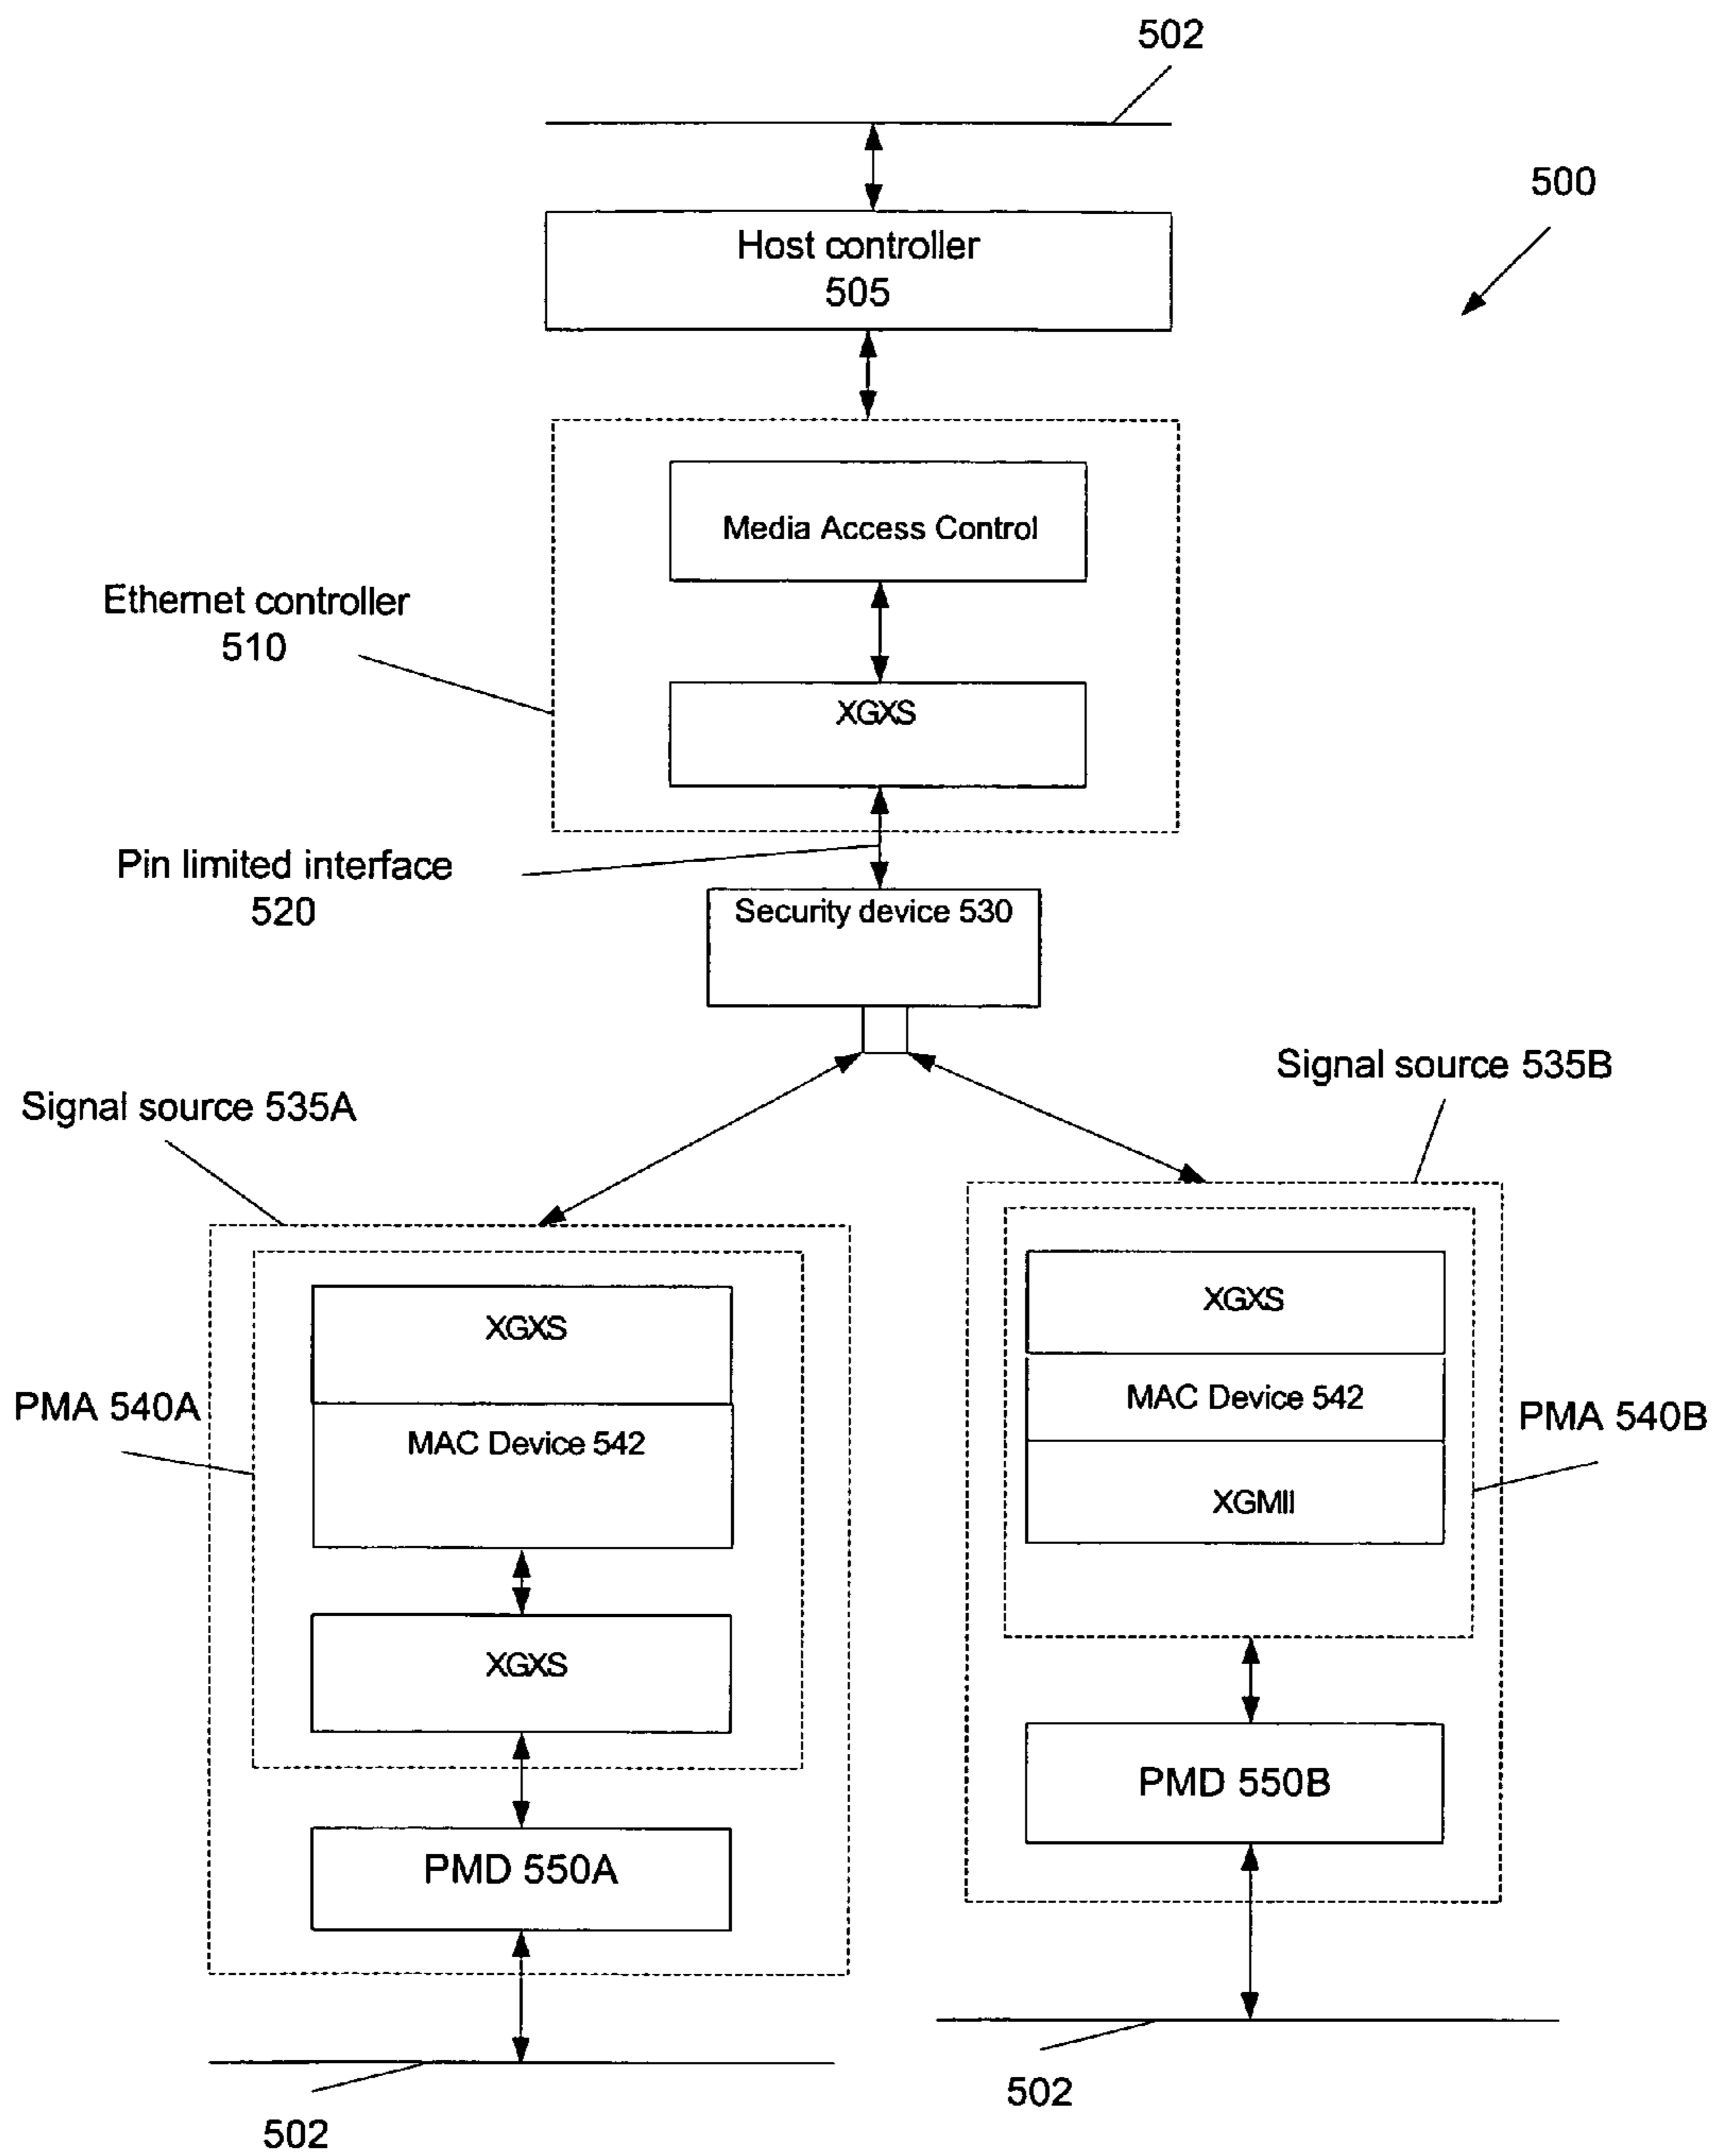 502
500
Host controller
505
Media Access Control
Ethernet controller
510
XGXS
Pin limited interface
520
Security device 530
Signal source 535B
Signal source 535A
XGXS
XGXS
PMA 540A
MAC Device 542
MAC Device 542
PMA 540B
XGMII
XGXS
PMD 550B
PMD 550A
502
502